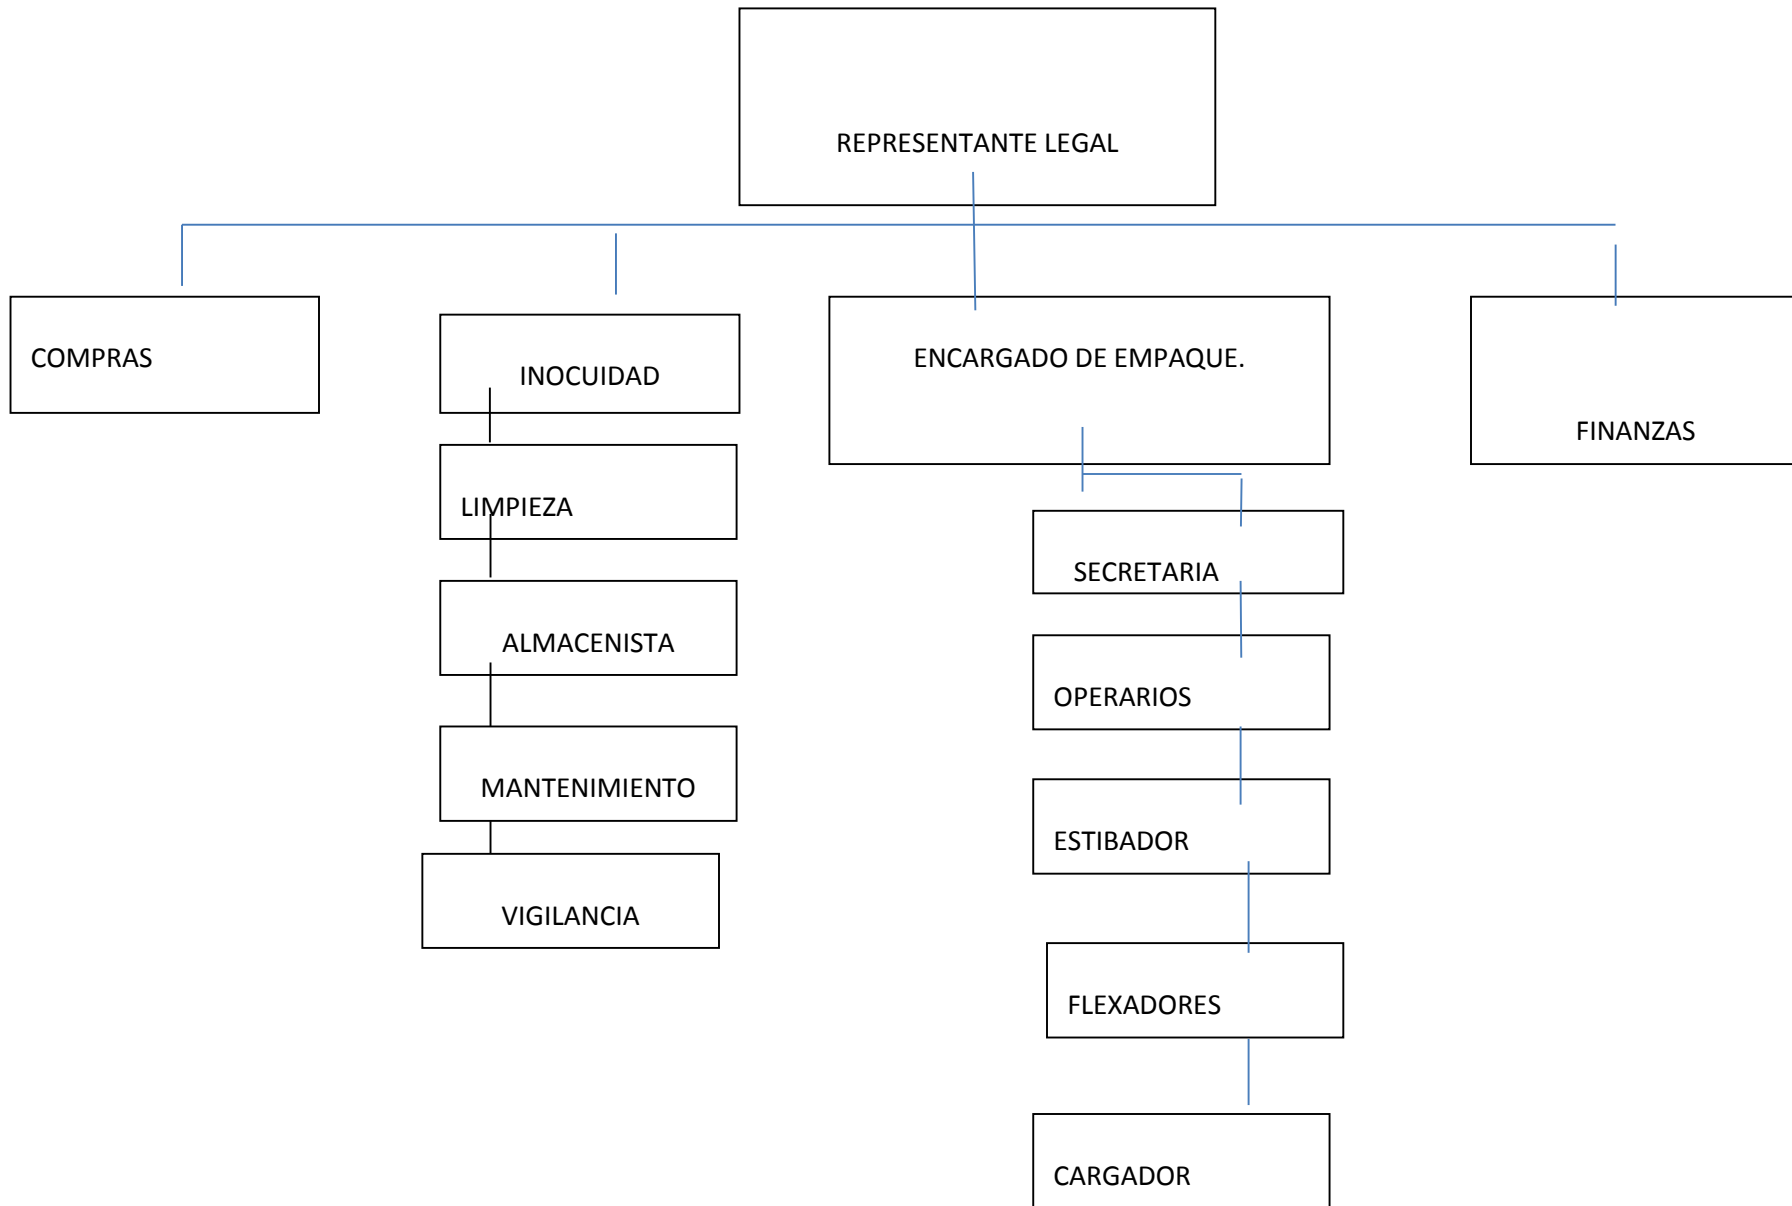 REPRESENTANTE LEGAL
COMPRAS
INOCUIDAD
ENCARGADO DE EMPAQUE.
FINANZAS
LIMPIEZA
ALMACENISTA
MANTENIMIENTO
VIGILANCIA
SECRETARIA
OPERARIOS
ESTIBADOR
FLEXADORES
CARGADOR